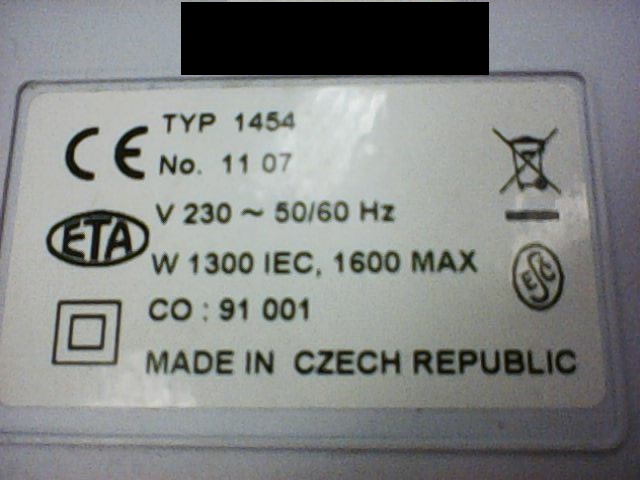 CE
TYP 1454
No. 11 07
ETA
V 230 ~ 50/60 Hz
W 1300 IEC, 1600 MAX
ESC
CO : 91 001
MADE IN CZECH REPUBLIC